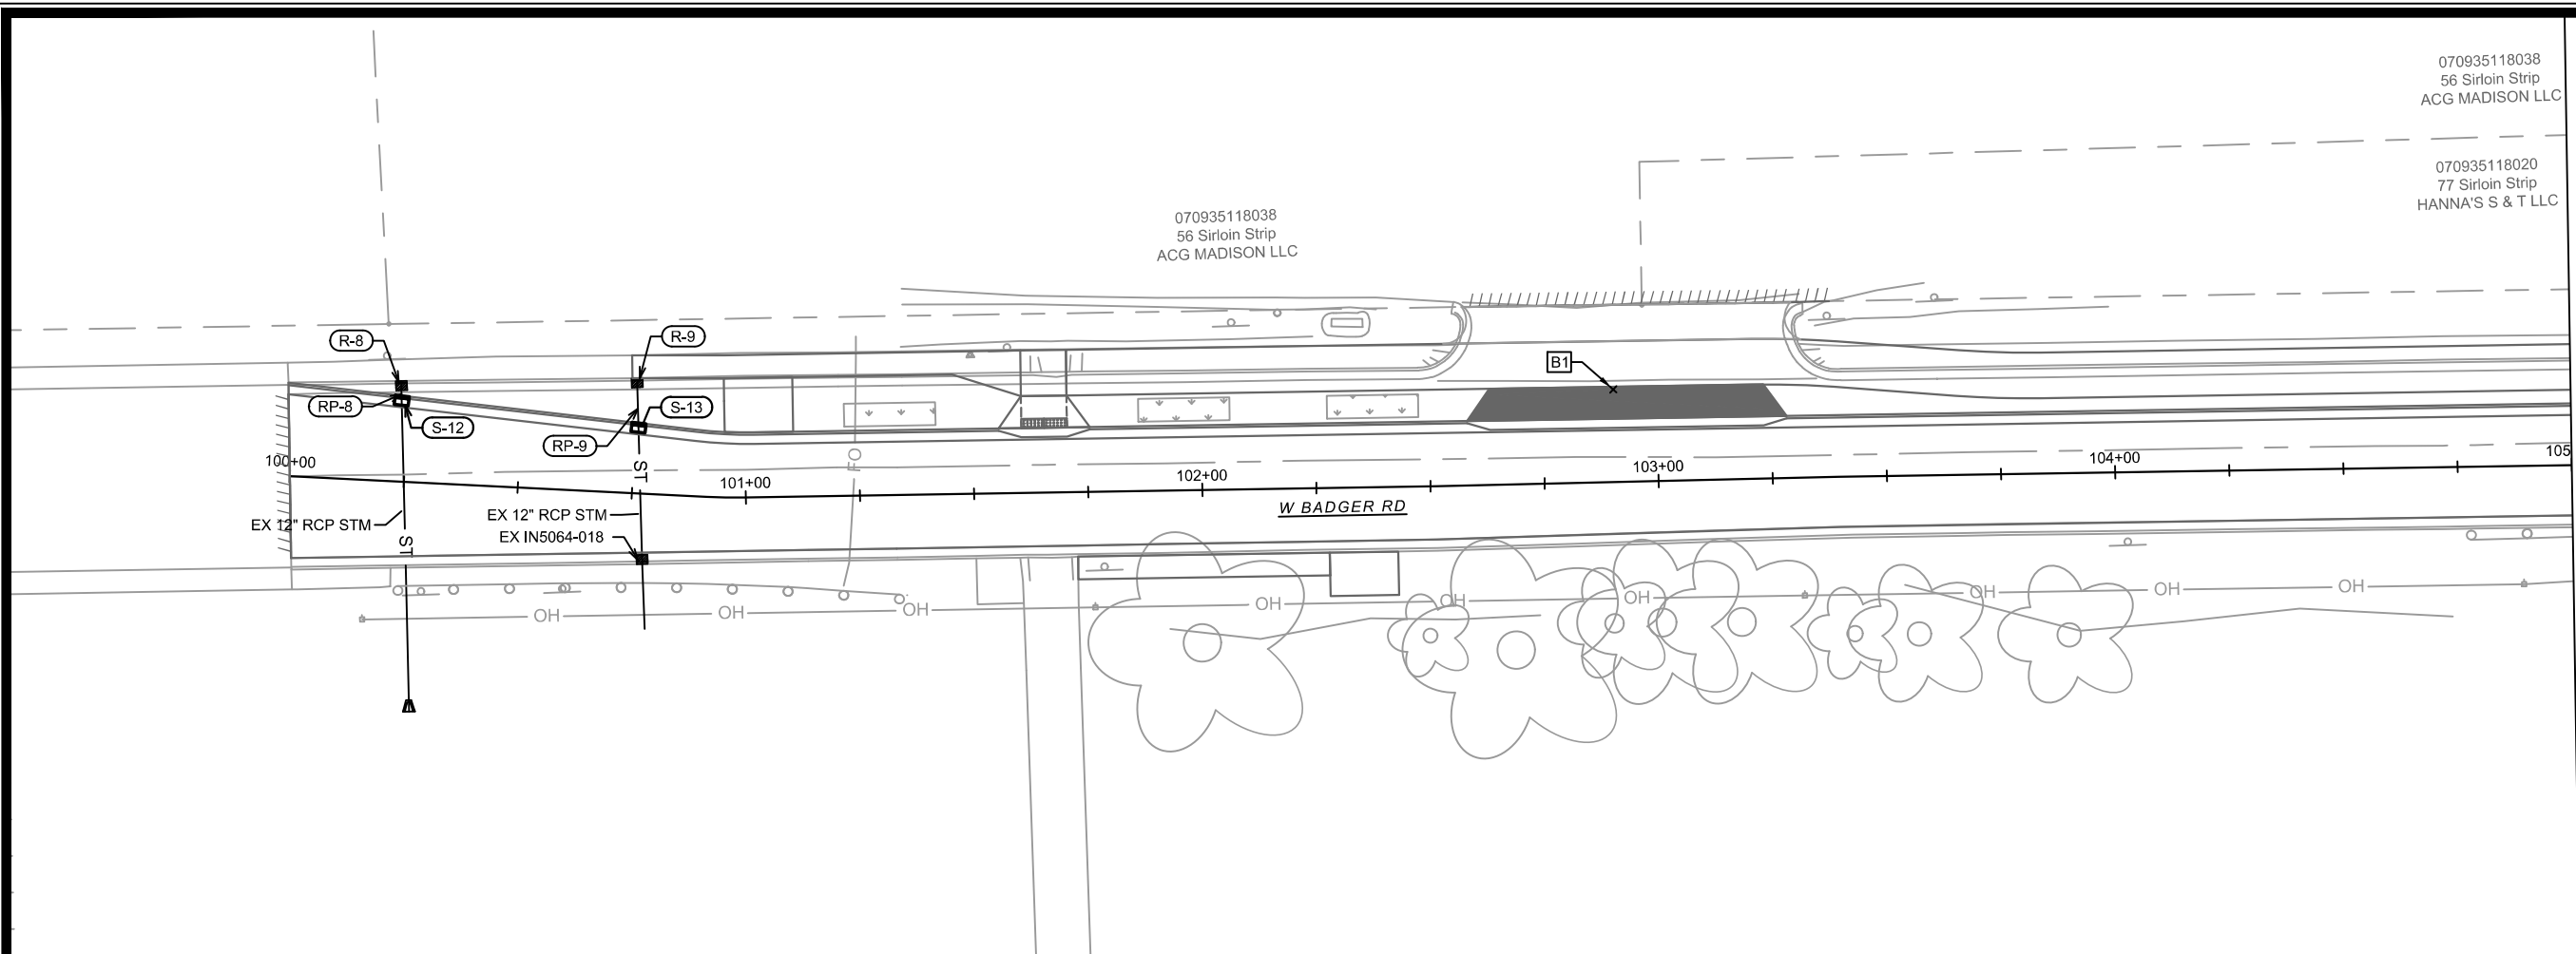 070935118038
56 Sirloin Strip
ACG MADISON LLC
070935118020
77 Sirloin Strip
HANNA'S S & T LLC
070935118038
56 Sirloin Strip
ACG MADISON LLC
R-8
R-9
B1
RP-8
S-12
S-13
RP-9
FO
100+00
101+00
102+00
103+00
104+00
105
ST
EX 12" RCP STM
EX 12" RCP STM
W BADGER RD
EX IN5064-018
ST
OH
OH
OH
OH
OH
OH
OH
OH
OH